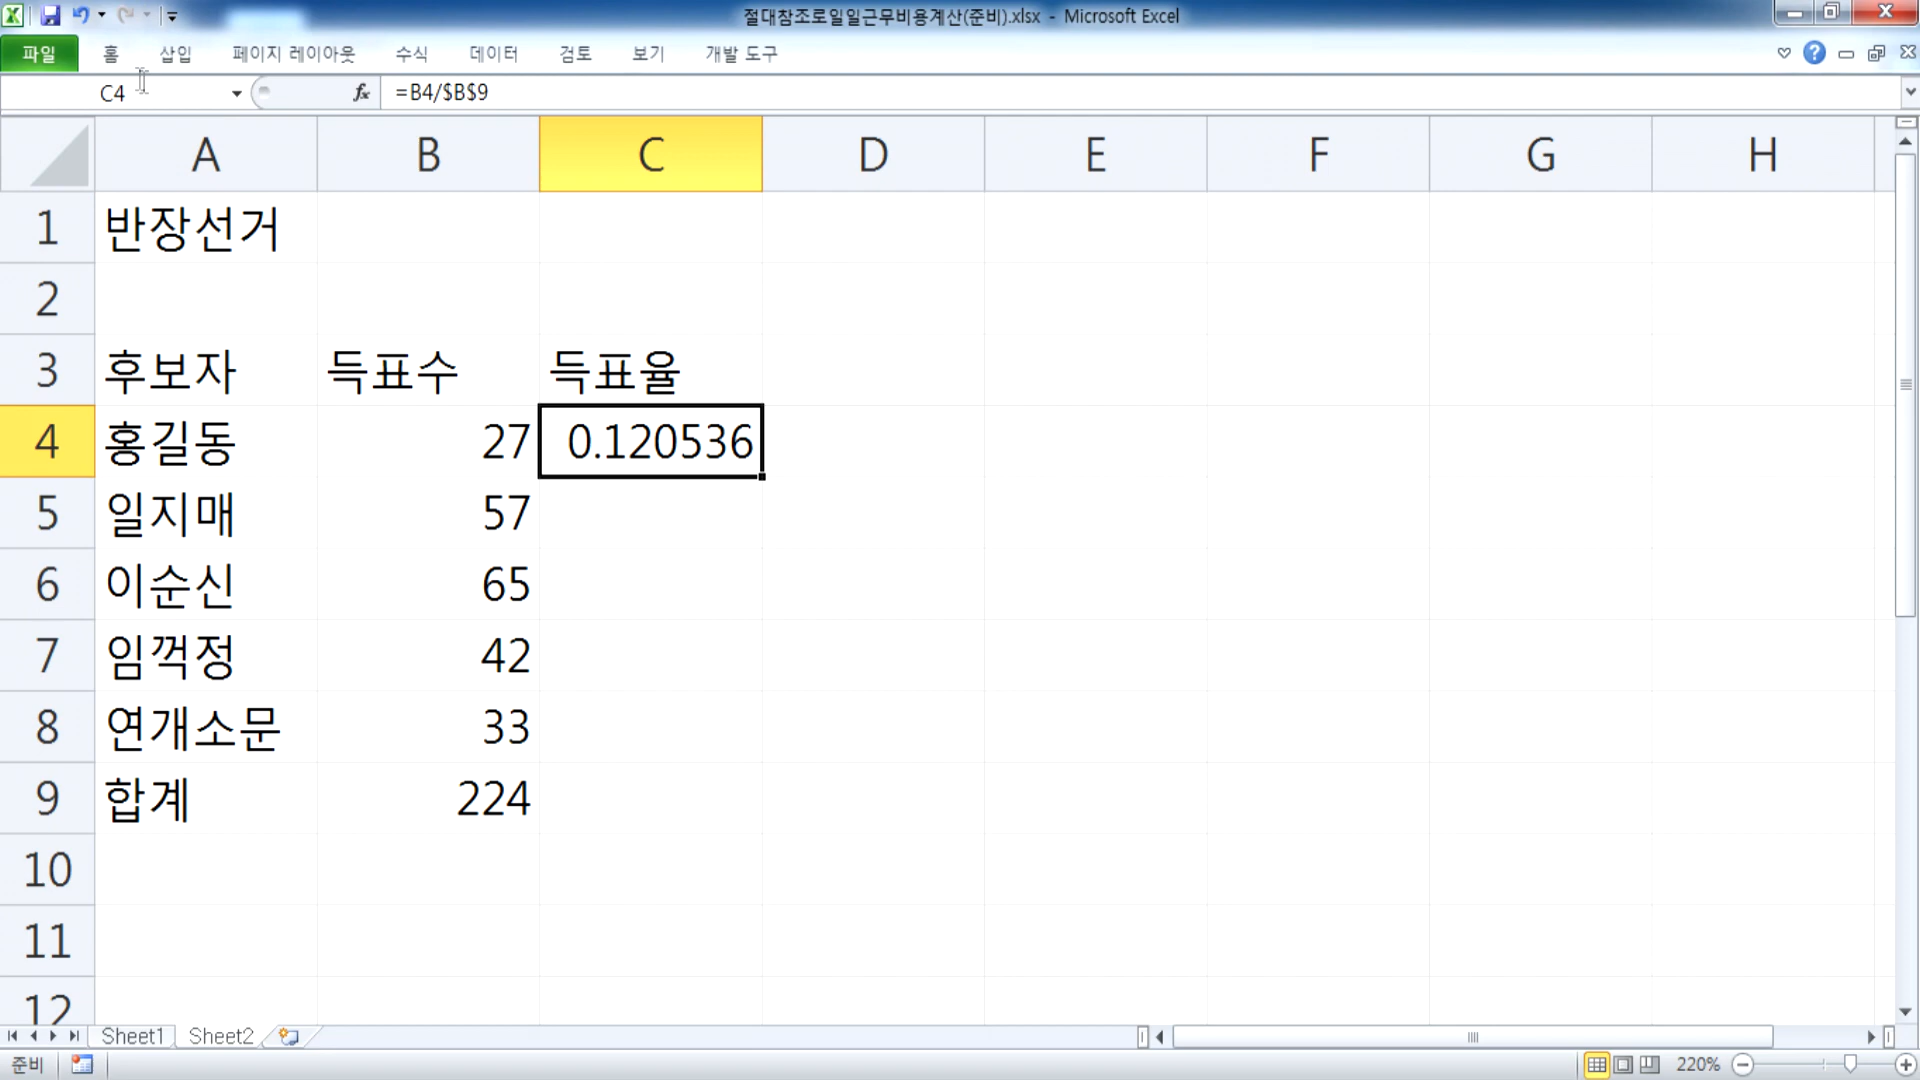 절대참조로일일근무비용계산(준비).xlsx - Microsoft Excel
파일 홈 삽입 페이지 레이아웃 수식 데이터 검토 보기 개발 도구
C4 fx =B4/$B$9
A B C D E F G H
1 반장선거
2
3 후보자 득표수 득표율
4 홍길동 27 0.120536
5 일지매 57
6 이순신 65
7 임꺽정 42
8 연개소문 33
9 합계 224
10
11
12
Sheet1 Sheet2
준비 220%